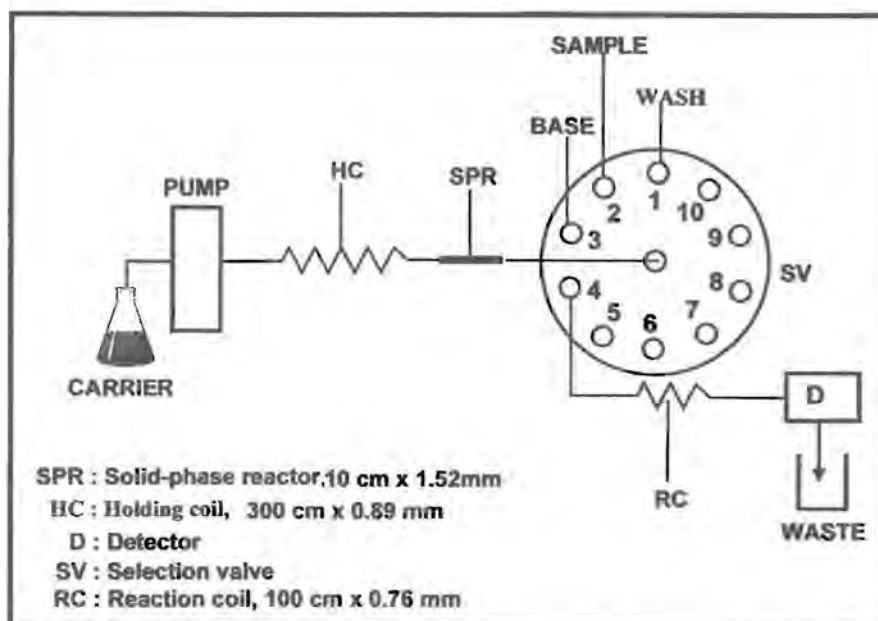 SAMPLE
WASH
BASE
HC
SPR
PUMP
1
2
10
3
9
SV
4
8
5
6
7
CARRIER
D
RC
WASTE
SPR : Solid-phase reactor,10 cm x 1.52mm
HC : Holding coil, 300 cm x 0.89 mm
D : Detector
SV : Selection valve
RC : Reaction coil, 100 cm x 0.76 mm